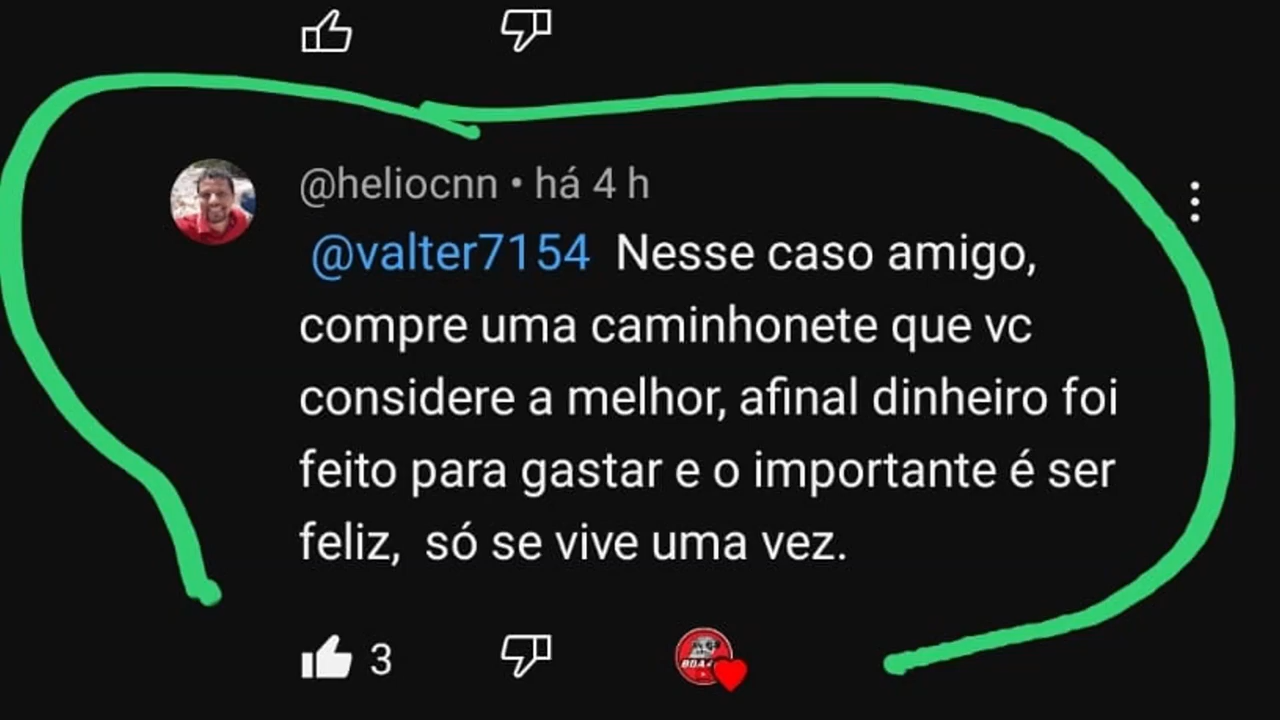 @heliocnn • há 4 h
@valter7154 Nesse caso amigo,
compre uma caminhonete que vc
considere a melhor, afinal dinheiro foi
feito para gastar e o importante é ser
feliz, só se vive uma vez.
3